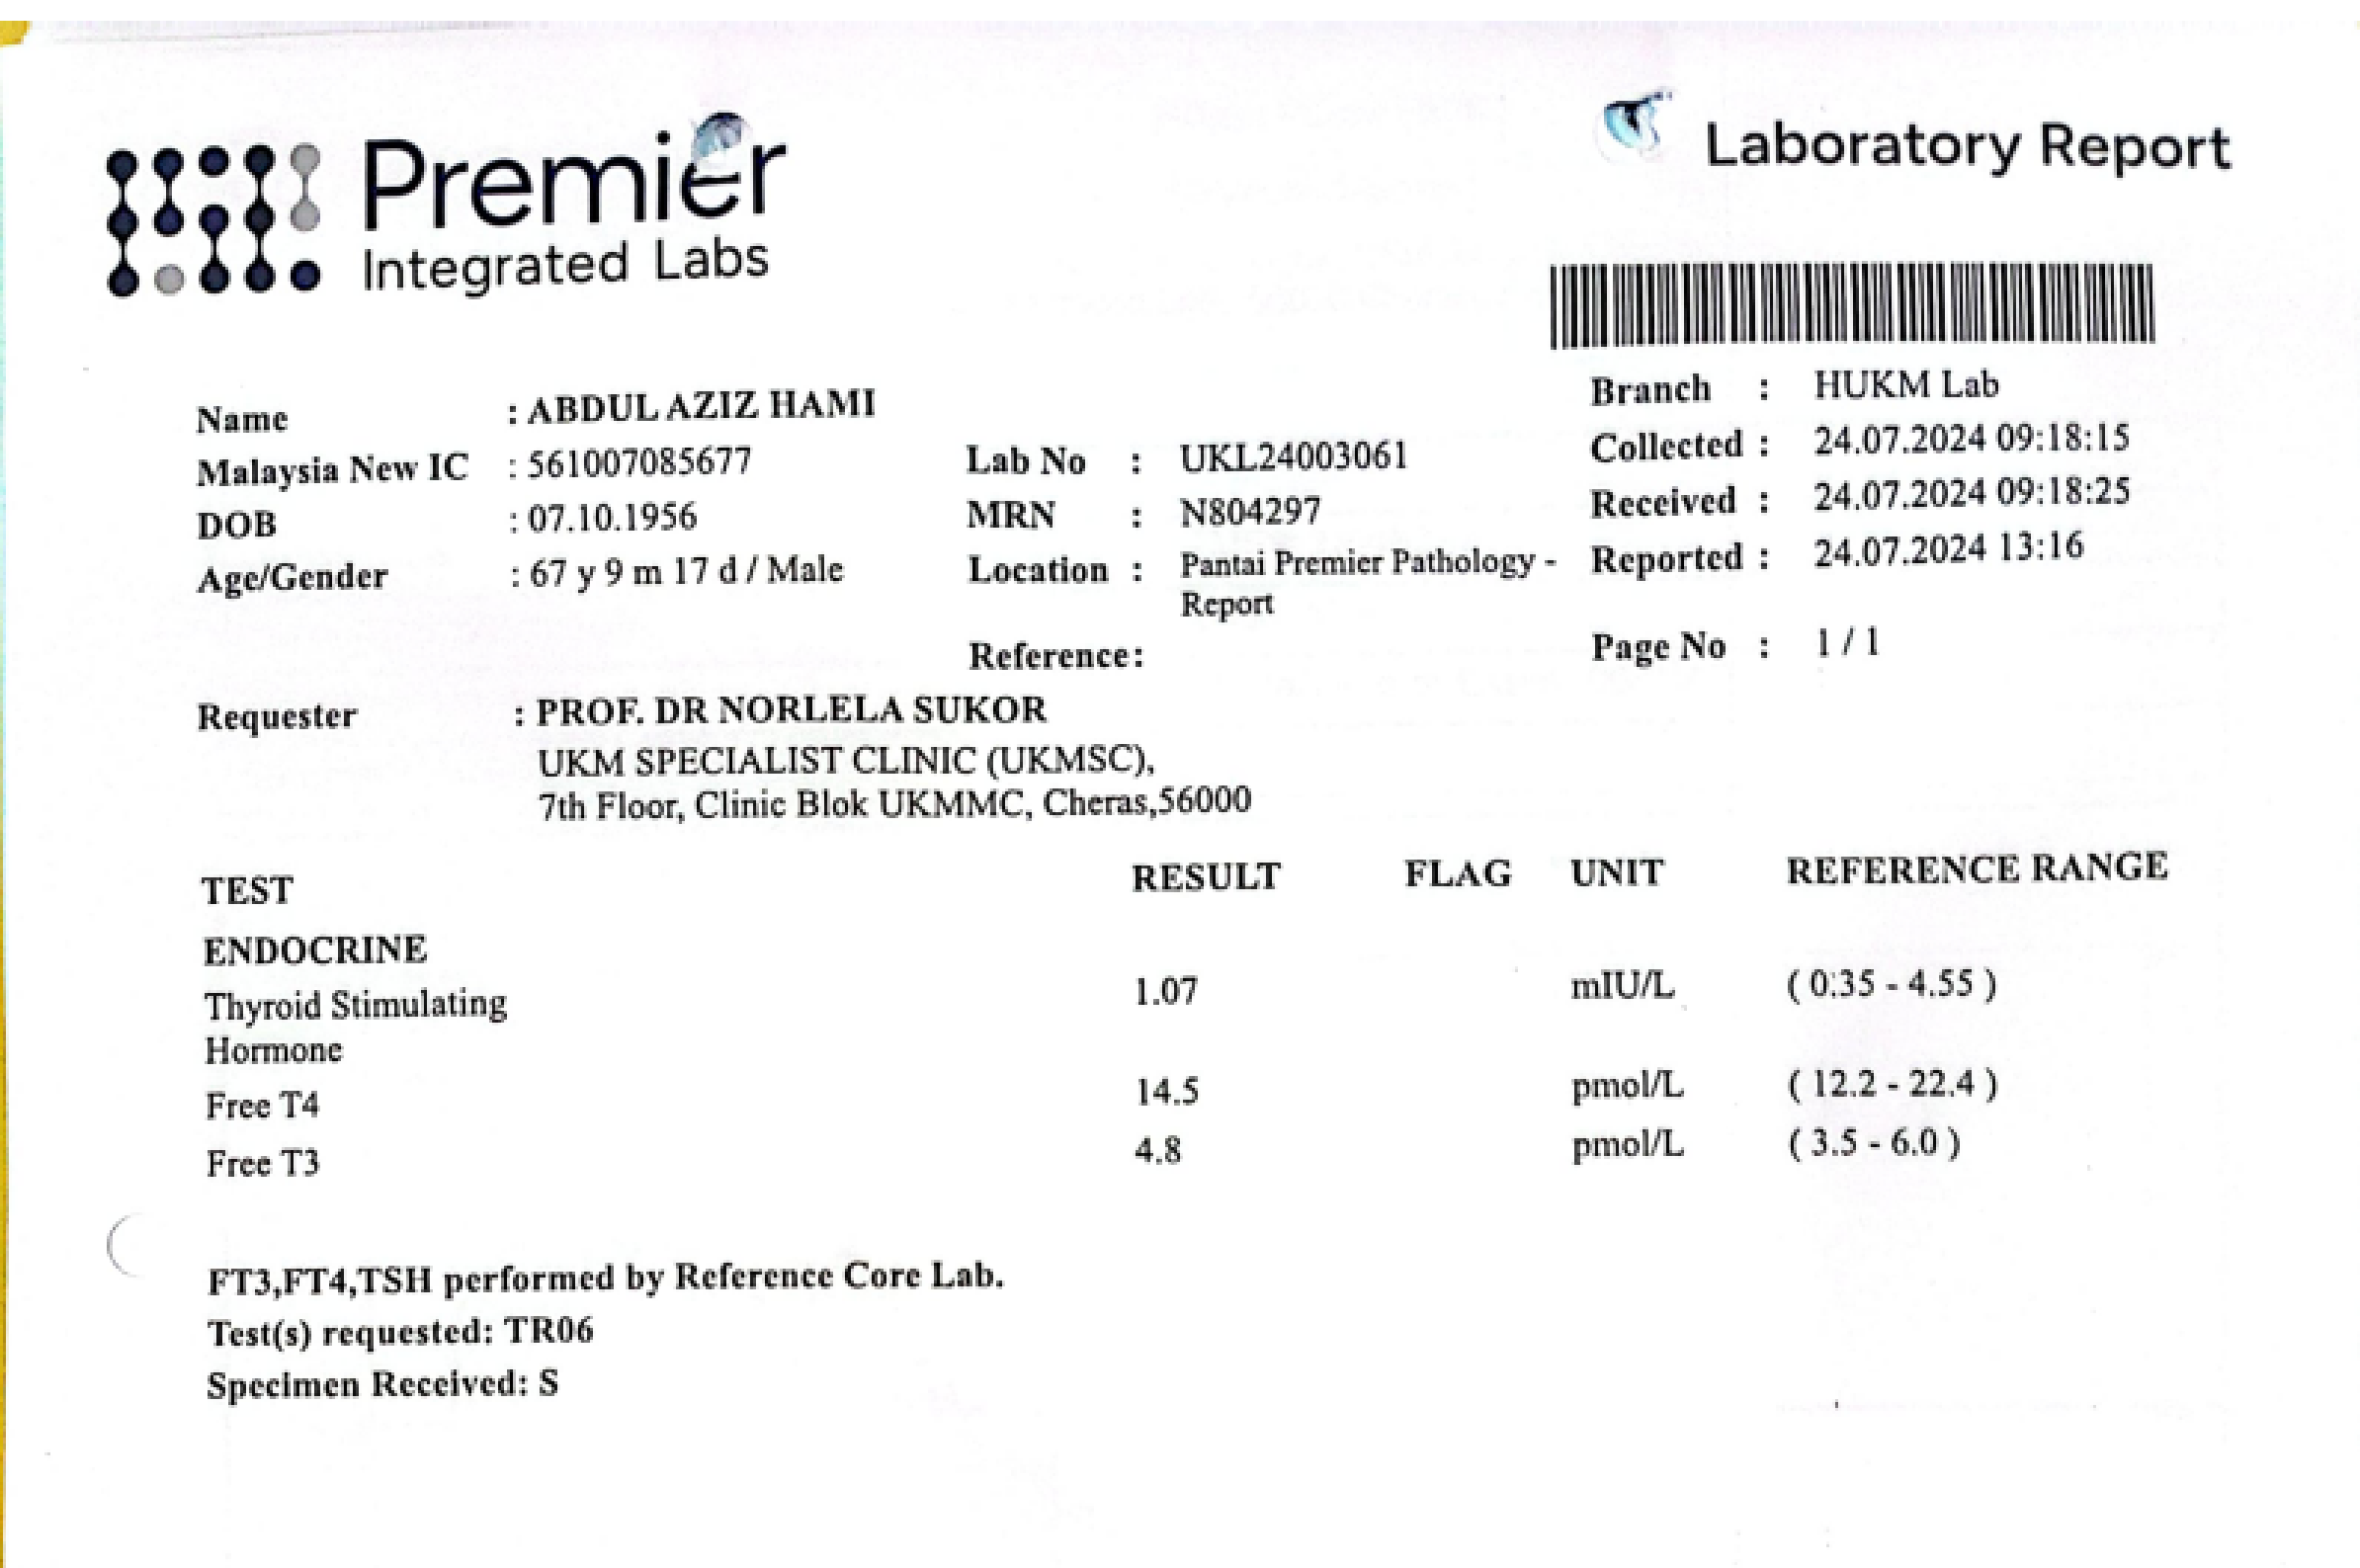 Premier
Integrated Labs
Laboratory Report
Name : ABDUL AZIZ HAMI
Malaysia New IC : 561007085677
DOB : 07.10.1956
Age/Gender : 67 y 9 m 17 d / Male
Lab No : UKL24003061
MRN : N804297
Location : Pantai Premier Pathology -
Report
Reference:
Branch : HUKM Lab
Collected : 24.07.2024 09:18:15
Received : 24.07.2024 09:18:25
Reported : 24.07.2024 13:16
Page No : 1 / 1
Requester : PROF. DR NORLELA SUKOR
UKM SPECIALIST CLINIC (UKMSC),
7th Floor, Clinic Blok UKMMC, Cheras,56000
TEST RESULT FLAG UNIT REFERENCE RANGE
ENDOCRINE
Thyroid Stimulating 1.07 mIU/L ( 0.35 - 4.55 )
Hormone
Free T4 14.5 pmol/L ( 12.2 - 22.4 )
Free T3 4.8 pmol/L ( 3.5 - 6.0 )
FT3,FT4,TSH performed by Reference Core Lab.
Test(s) requested: TR06
Specimen Received: S